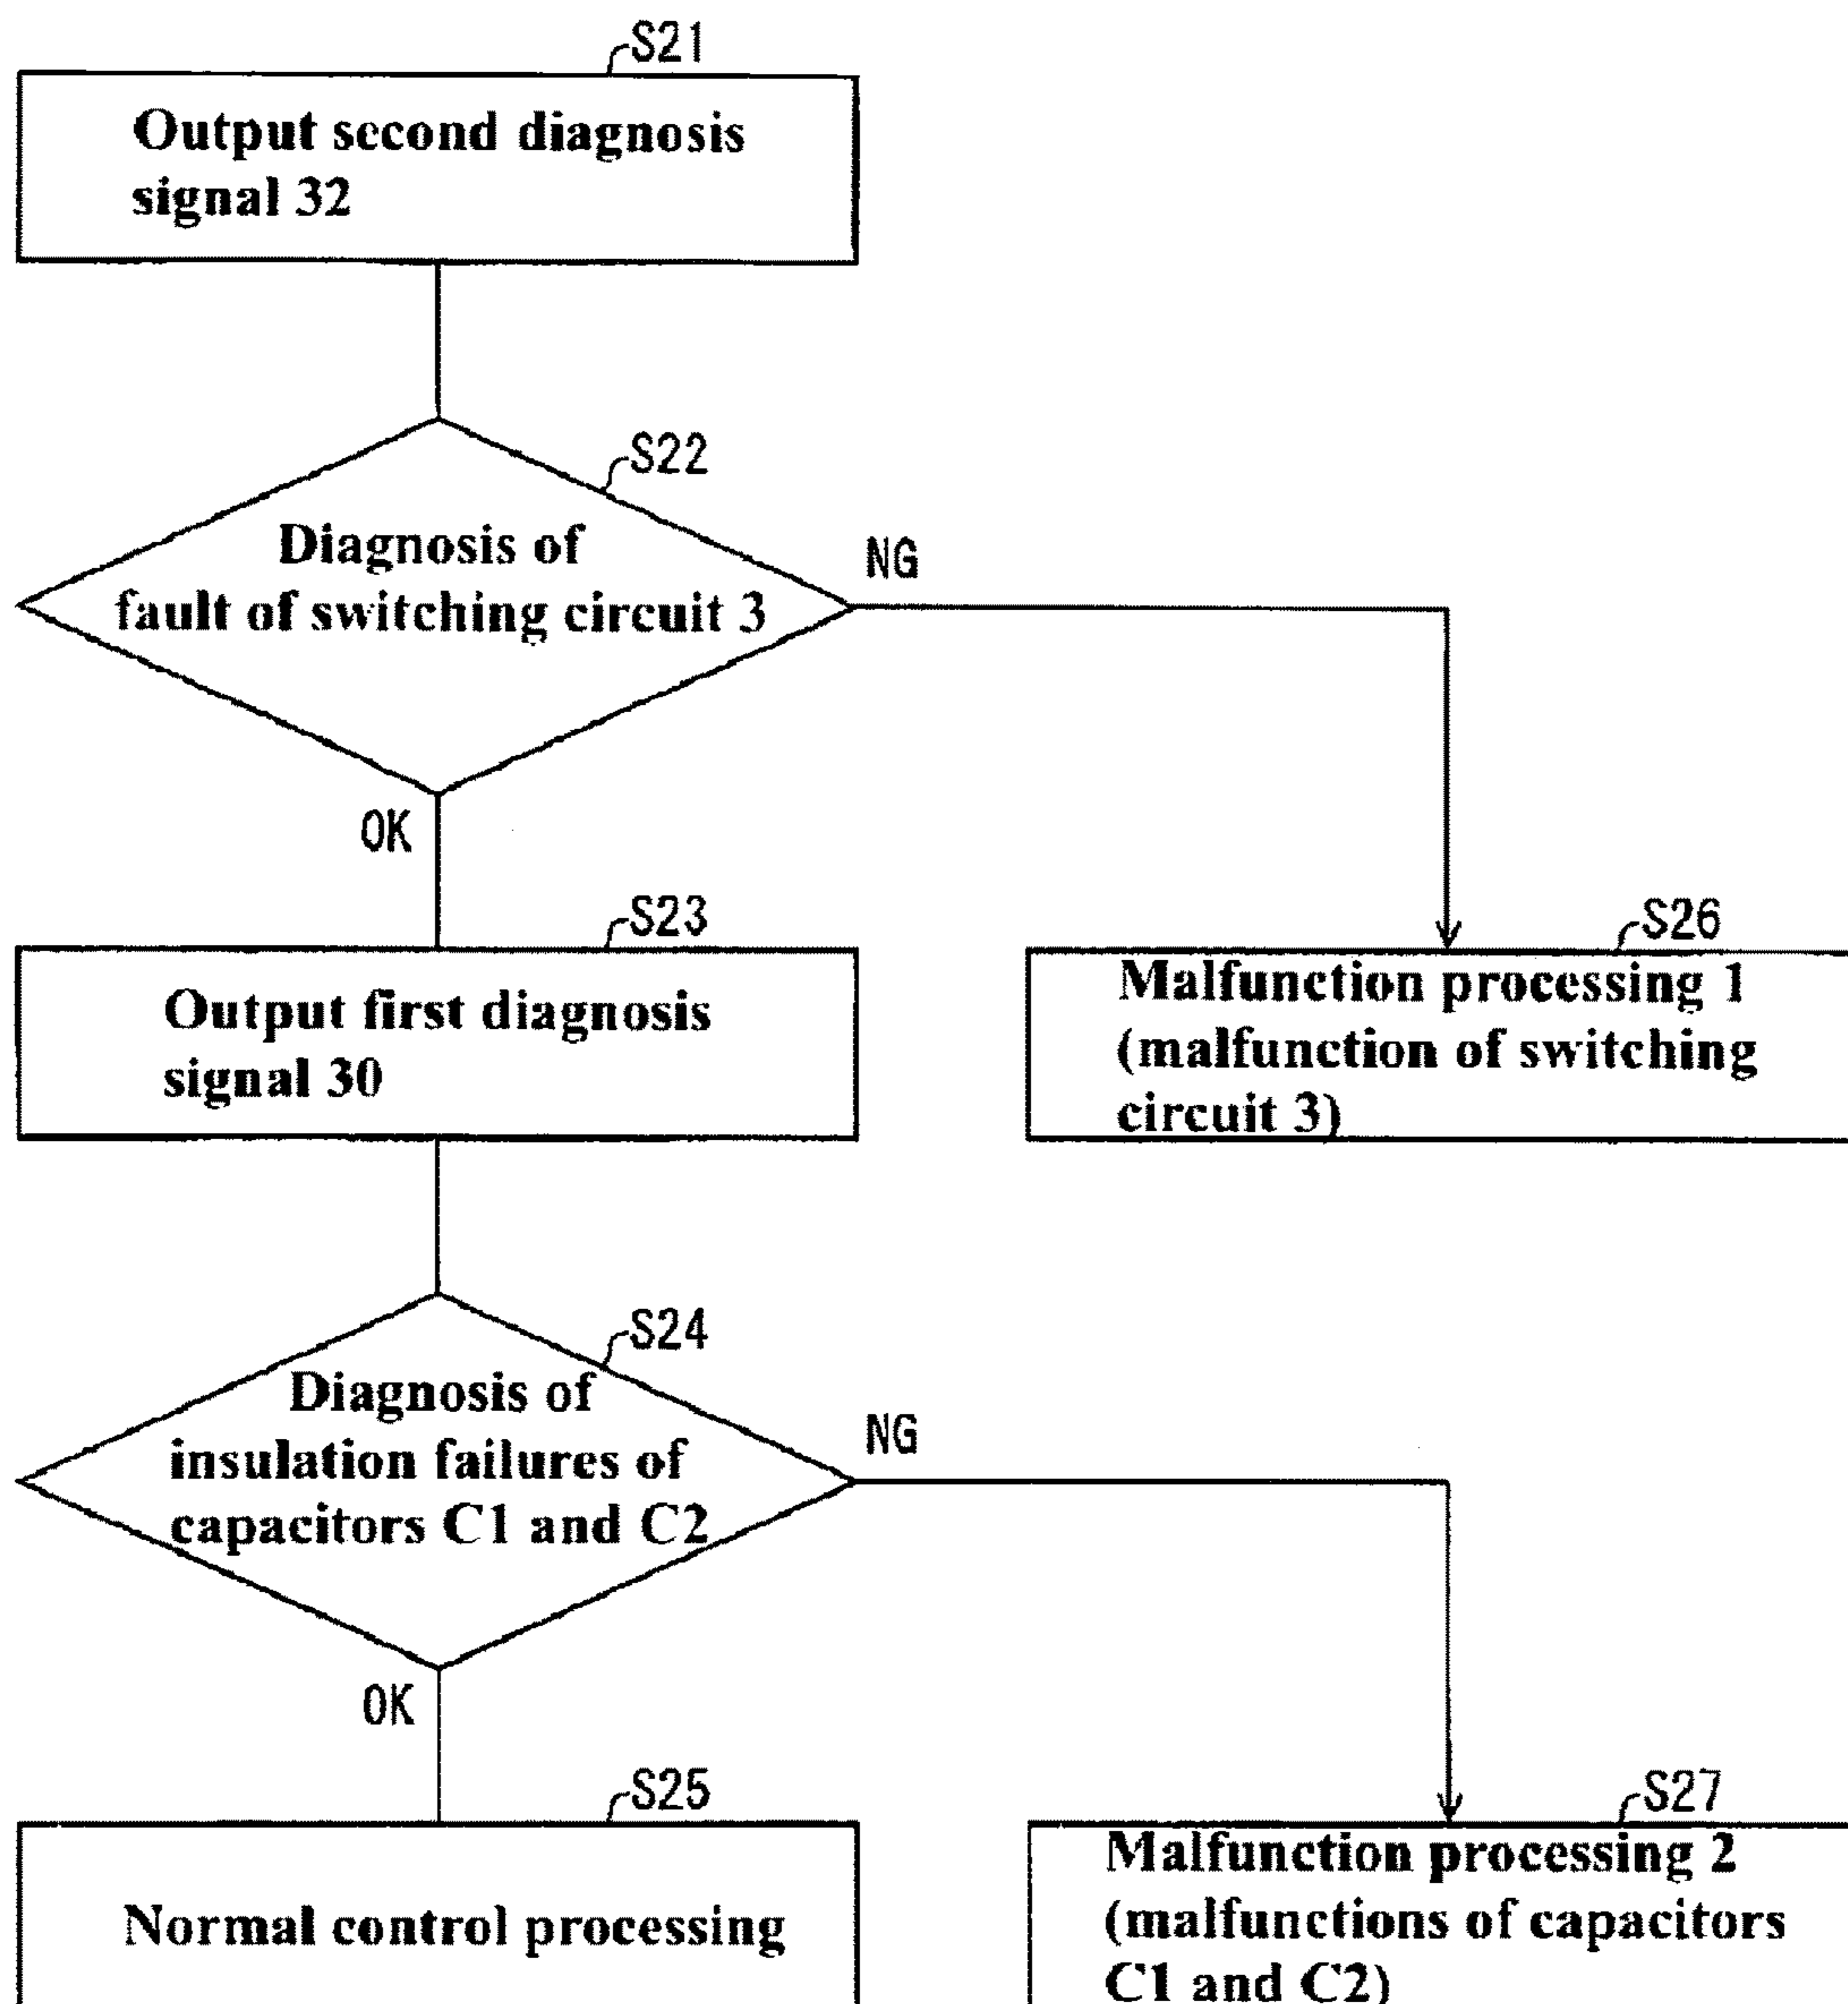 S21
Output second diagnosis
signal 32
S22
Diagnosis of
fault of switching circuit 3
NG
OK
S23
Output first diagnosis
signal 30
S26
Malfunction processing 1
(malfunction of switching
circuit 3)
S24
Diagnosis of
insulation failures of
capacitors C1 and C2
NG
OK
S25
Normal control processing
S27
Malfunction processing 2
(malfunctions of capacitors
C1 and C2)